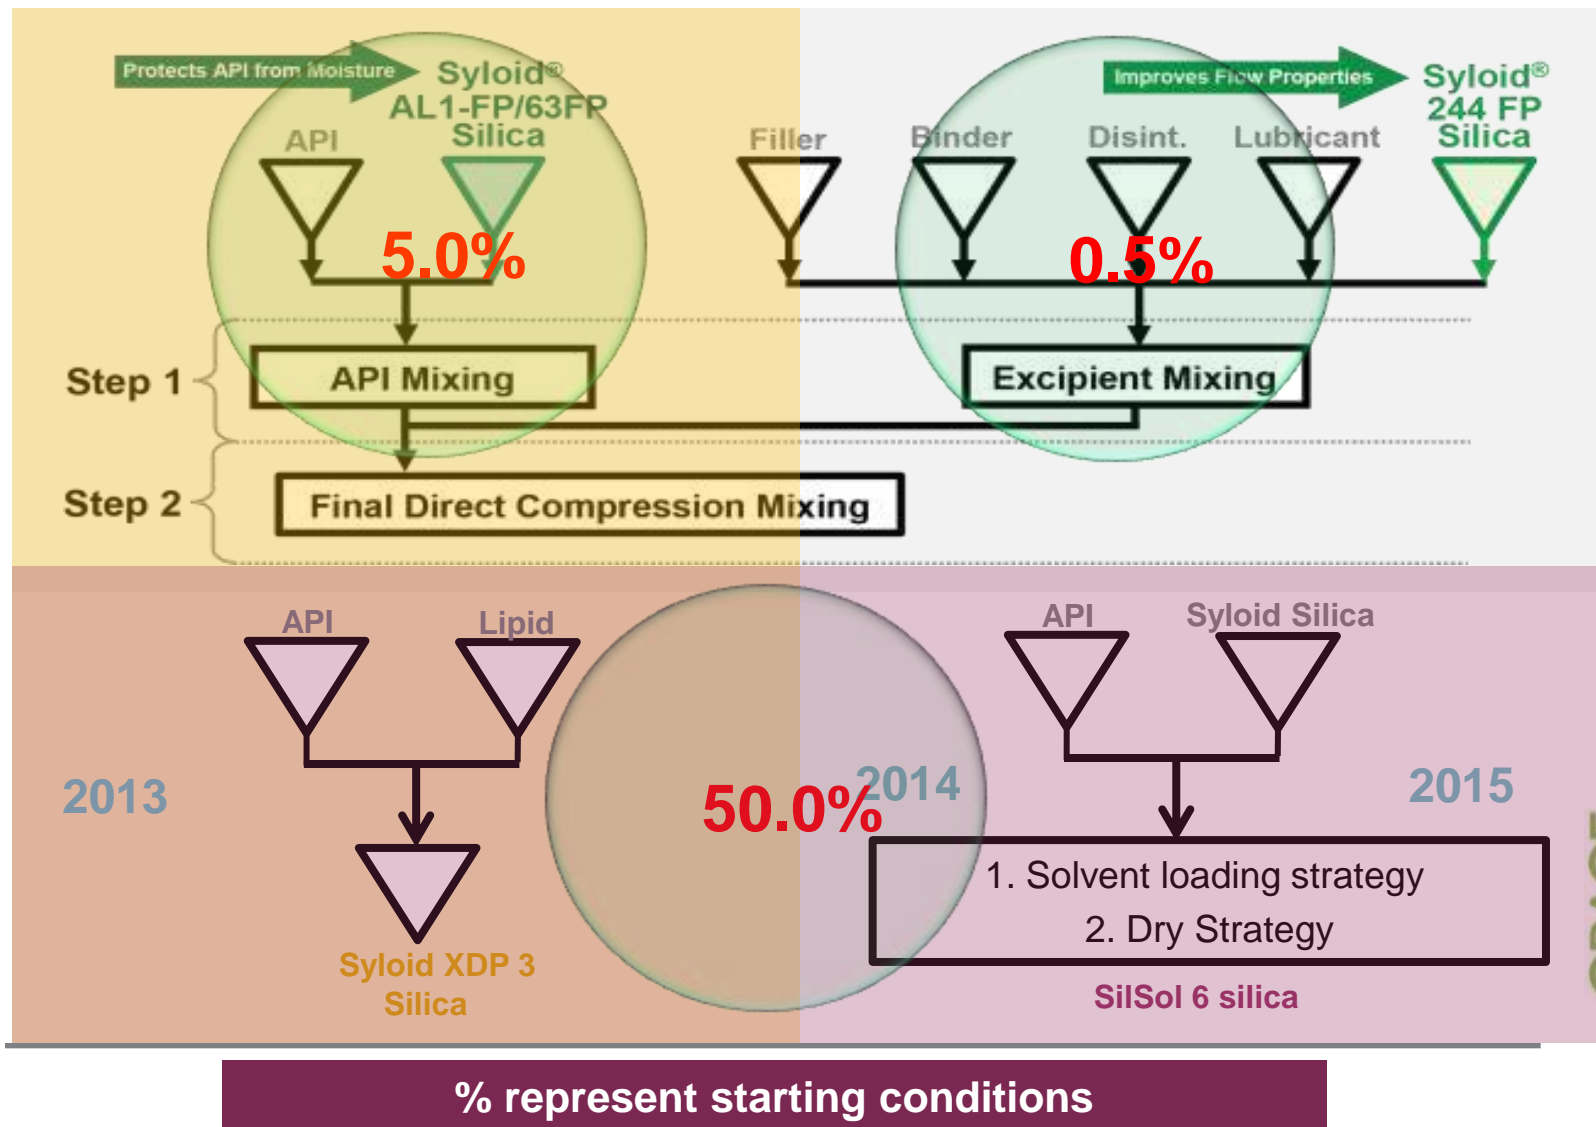 Protects API from Moisture
Syloid®
AL1-FP/63FP
Silica
API
Improves Flow Properties
Syloid®
244 FP
Silica
Filler
Binder
Disint.
Lubricant
5.0%
0.5%
Step 1
API Mixing
Excipient Mixing
Step 2
Final Direct Compression Mixing
API
Lipid
API
Syloid Silica
2013
50.0%
2014
2015
1. Solvent loading strategy
2. Dry Strategy
Syloid XDP 3
Silica
SilSol 6 silica
% represent starting conditions